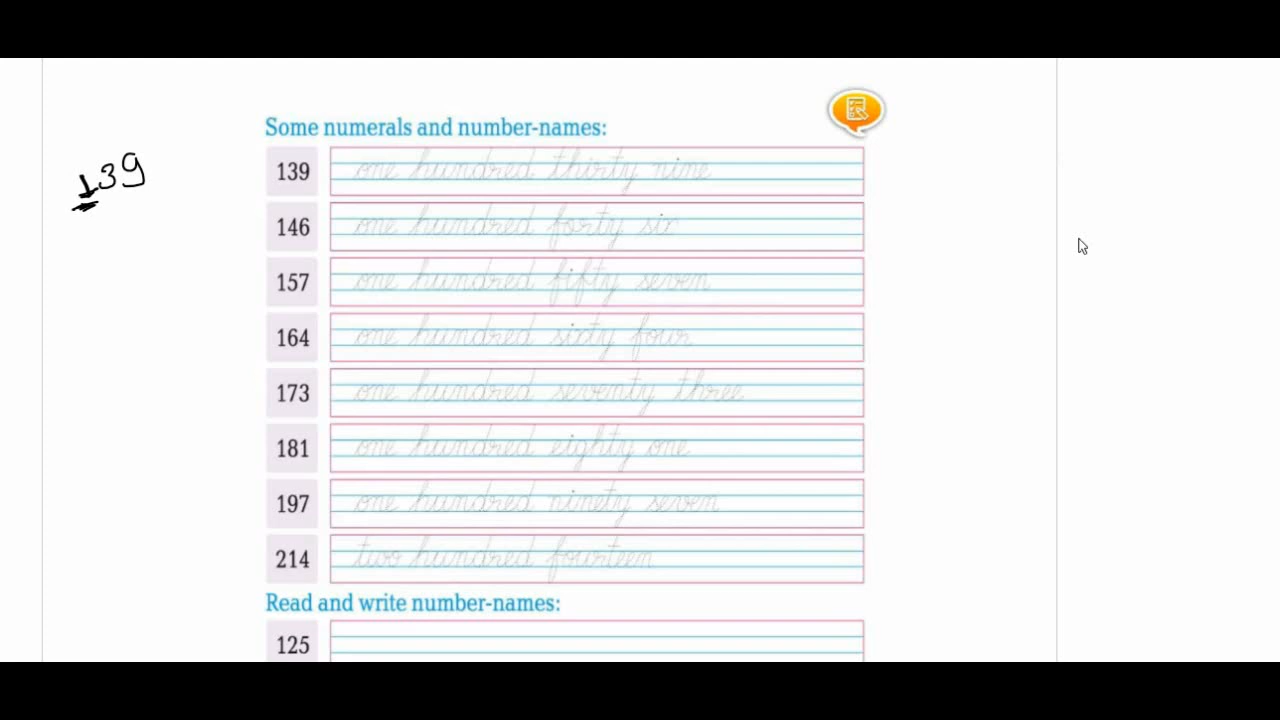 Some numerals and number-names:
139
139 one hundred thirty nine
146 one hundred forty six
157 one hundred fifty seven
164 one hundred sixty four
173 one hundred seventy three
181 one hundred eighty one
197 one hundred ninety seven
214 two hundred fourteen
Read and write number-names:
125